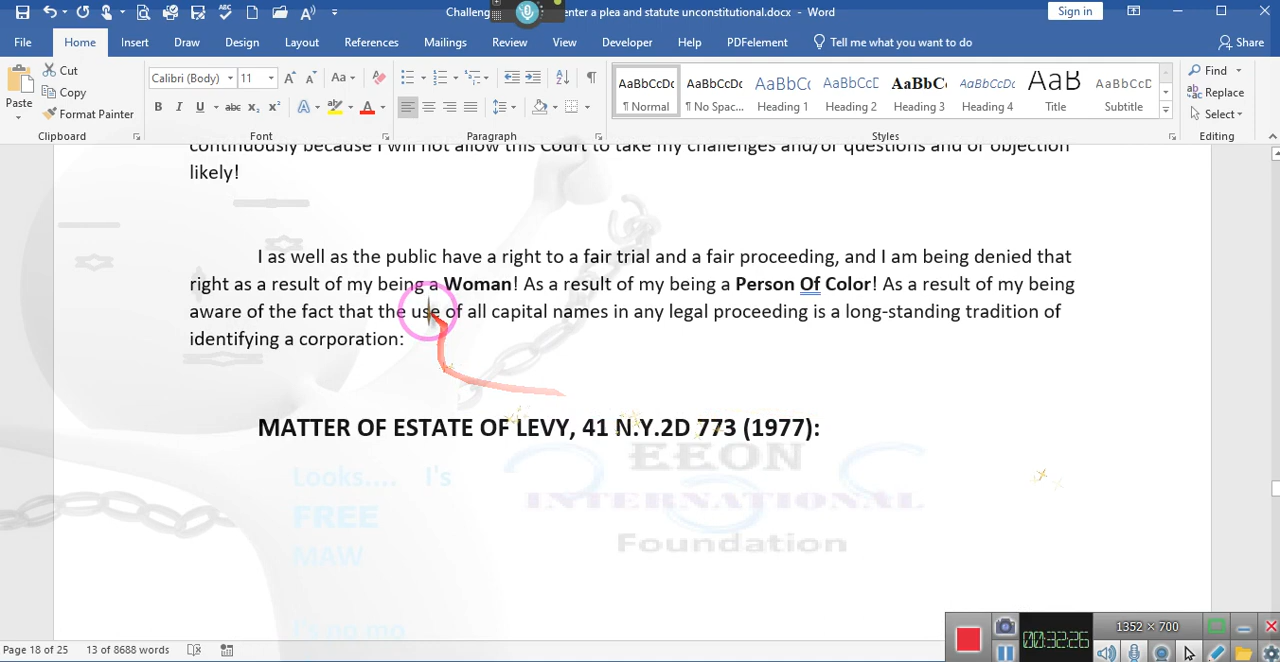 Challeng
enter a plea and statute unconstitutional.docx - Word
Sign in
File Home Insert Draw Design Layout References Mailings Review View Developer Help PDFelement Tell me what you want to do Share
Paste
Cut
Copy
Format Painter
Clipboard
Calibri (Body) 11
Font
Paragraph
AaBbCcDc ¶ Normal
AaBbCcDc ¶ No Spac...
AaBbCc Heading 1
AaBbCcD Heading 2
AaBbC Heading 3
AaBbCcD Heading 4
AaB Title
AaBbCcD Subtitle
Styles
Find
Replace
Select
Editing
continuously because I will not allow this Court to take my challenges and/or questions and or objection
likely!
I as well as the public have a right to a fair trial and a fair proceeding, and I am being denied that
right as a result of my being a Woman! As a result of my being a Person Of Color! As a result of my being
aware of the fact that the use of all capital names in any legal proceeding is a long-standing tradition of
identifying a corporation:
MATTER OF ESTATE OF LEVY, 41 N.Y.2D 773 (1977):
EEON
INTERNATIONAL
Foundation
Looks.... I's
FREE
MAW
I's no mo
1352 × 700
00:32:26
Page 18 of 25 13 of 8688 words